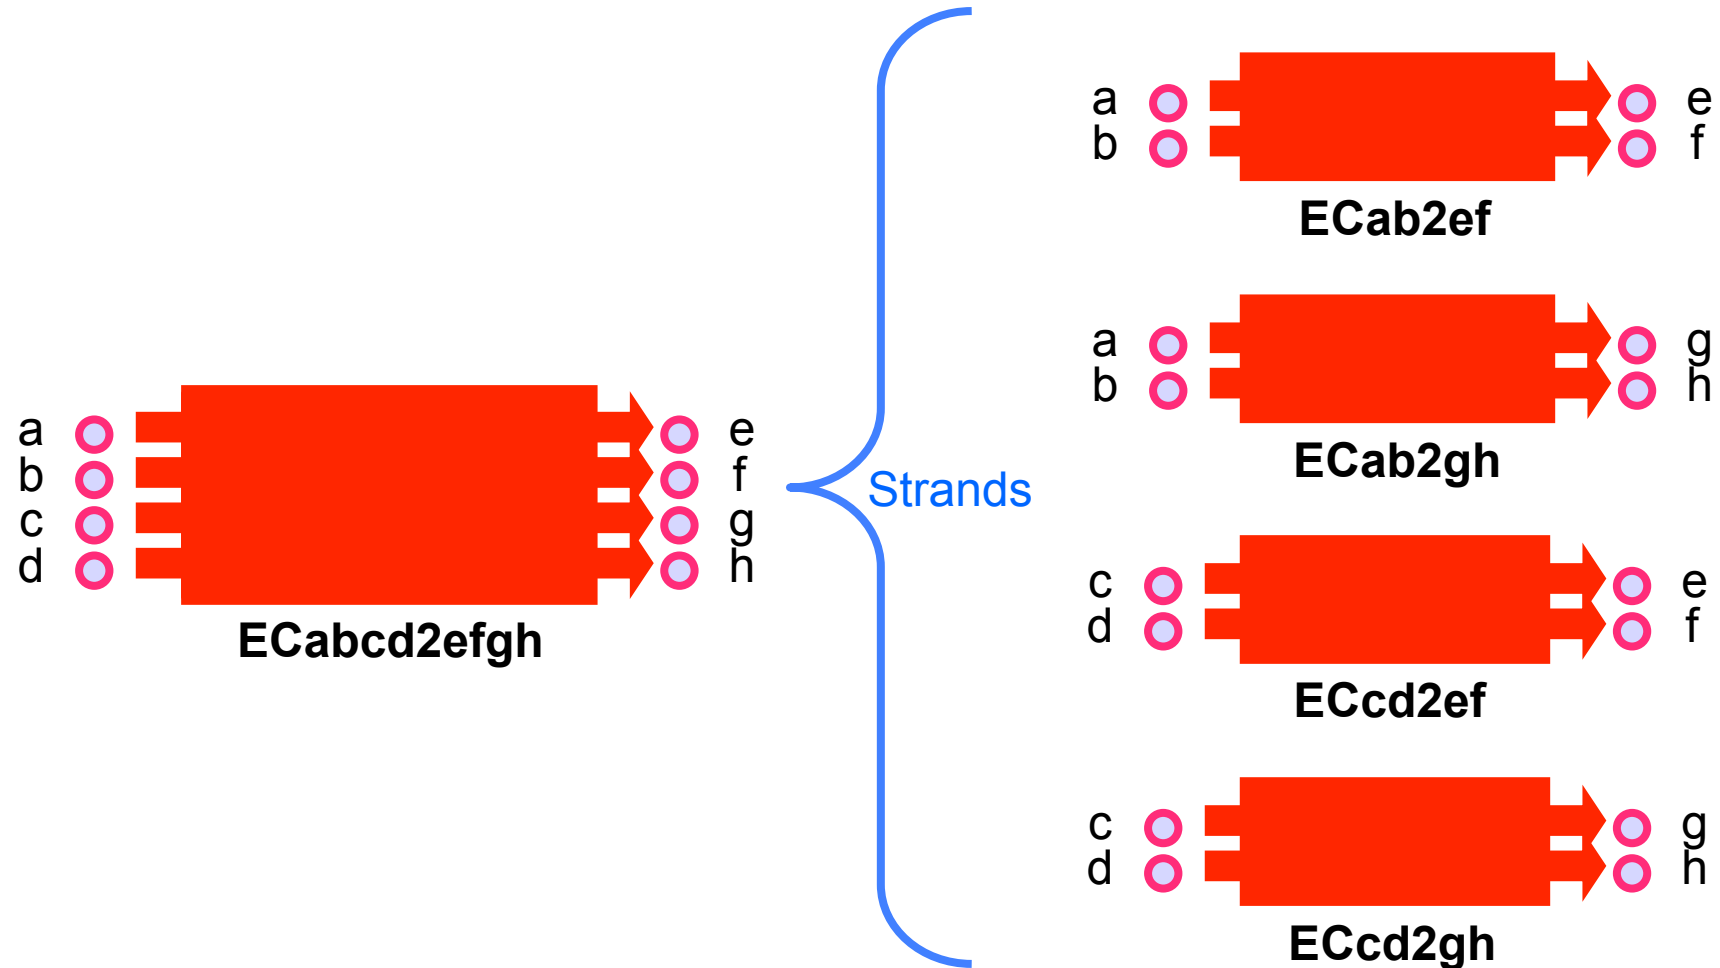 a
b
c
d
e
f
g
h
ECabcd2efgh
Strands
a
b
e
f
ECab2ef
a
b
g
h
ECab2gh
c
d
e
f
ECcd2ef
c
d
g
h
ECcd2gh